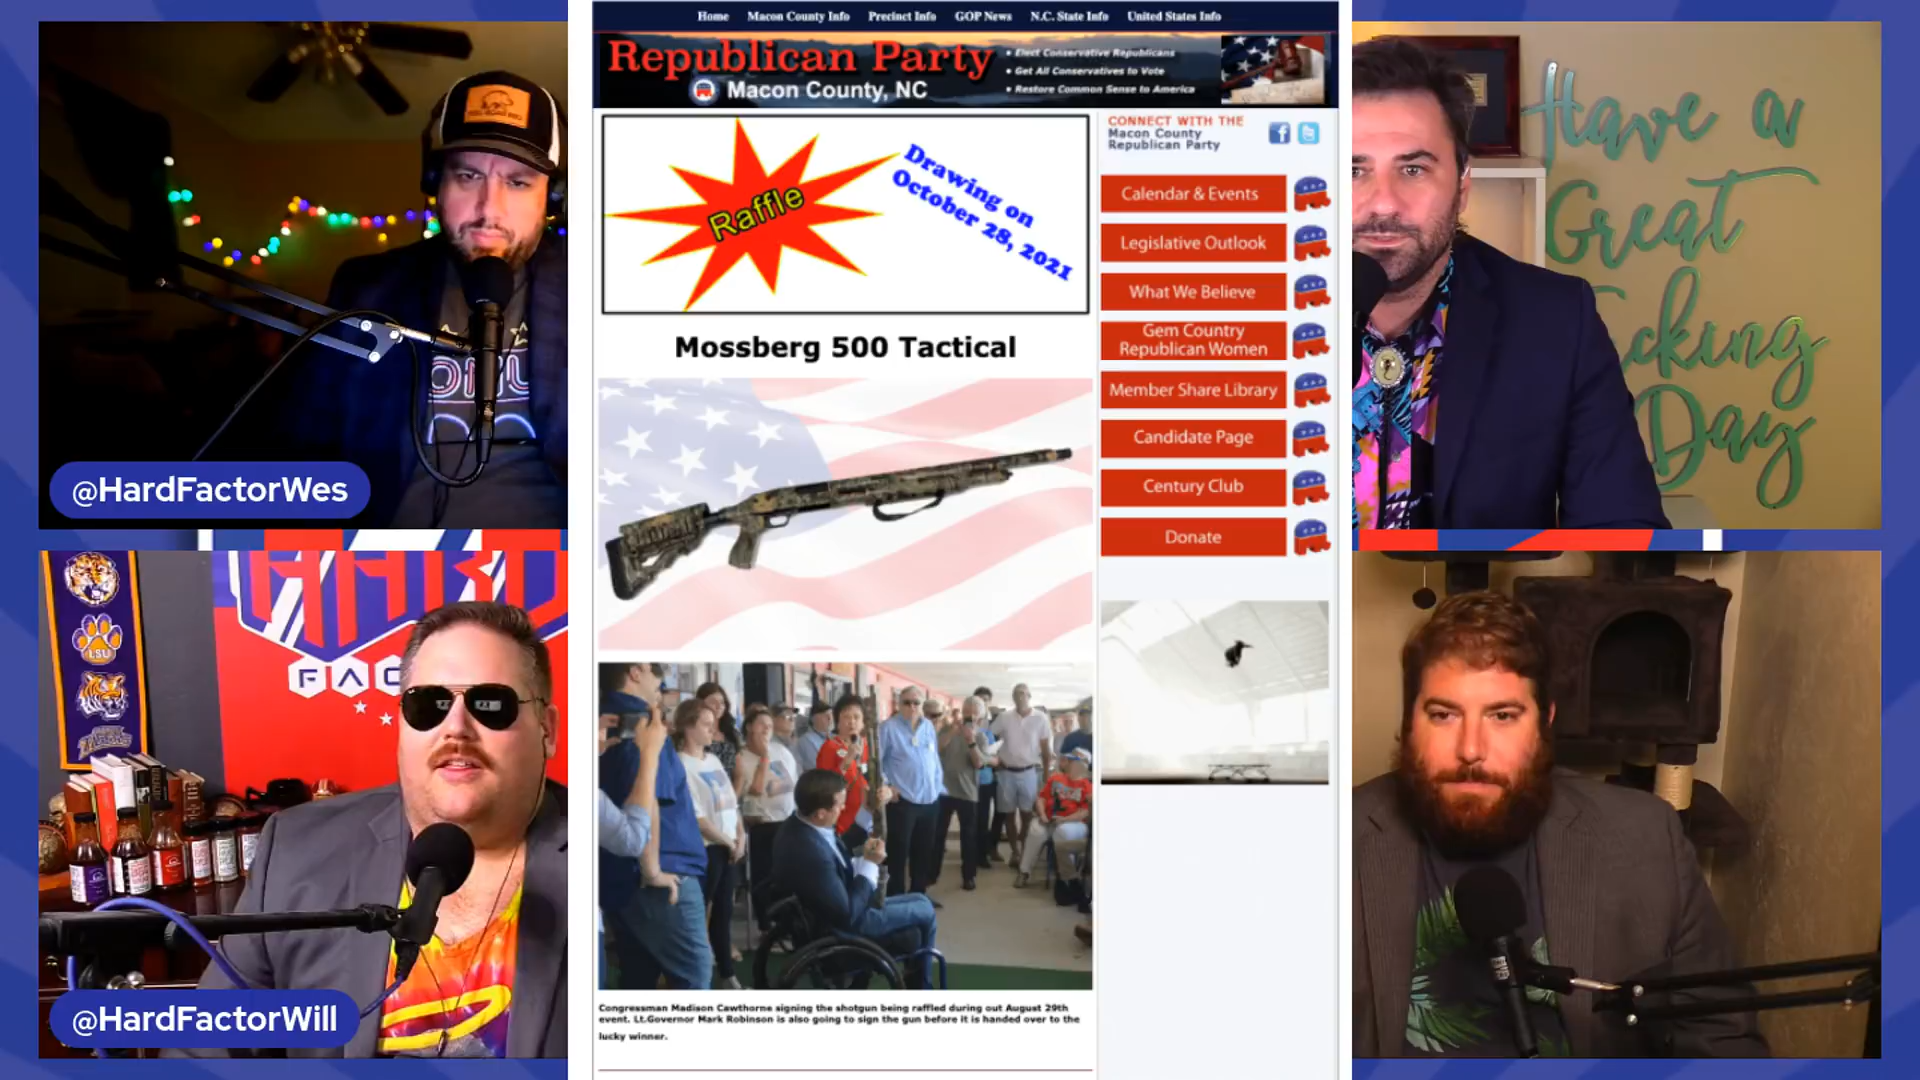 Home Macon County Info Precinct Info GOP News N.C. State Info United States Info
Republican Party
Macon County, NC
• Elect Conservative Republicans
• Get All Conservatives to Vote
• Restore Common Sense to America
Raffle
Drawing on
October 28, 2021
Mossberg 500 Tactical
CONNECT WITH THE
Macon County
Republican Party
Calendar & Events
Legislative Outlook
What We Believe
Gem Country
Republican Women
Member Share Library
Candidate Page
Century Club
Donate
Congressman Madison Cawthorne signing the shotgun being raffled during out August 29th
event. Lt.Governor Mark Robinson is also going to sign the gun before it is handed over to the
lucky winner.
@HardFactorWes
Have a
Great
cking
Day
LSU
HARD
FAC
@HardFactorWill